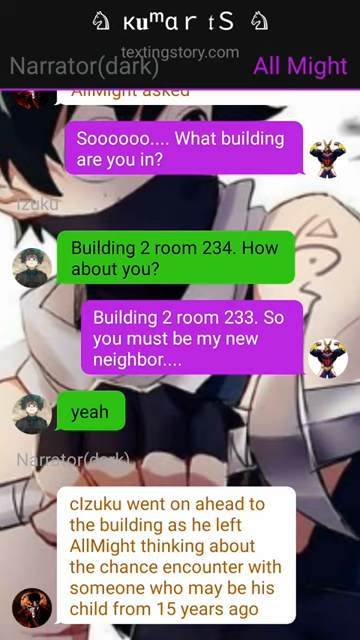 ♘ ĸuᵐɑr tS ♘
textingstory.com
Narrator(dark)
All Might
AllMight asked
Soooooo.... What building
are you in?
Izuku
Building 2 room 234. How
about you?
Building 2 room 233. So
you must be my new
neighbor....
yeah
Narrator(dark)
cIzuku went on ahead to
the building as he left
AllMight thinking about
the chance encounter with
someone who may be his
child from 15 years ago